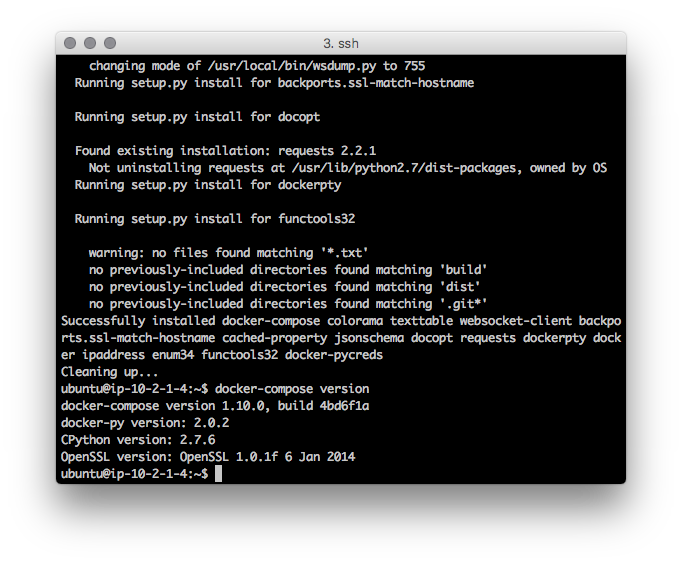 3. ssh
changing mode of /usr/local/bin/wsdump.py to 755
Running setup.py install for backports.ssl-match-hostname
Running setup.py install for docopt
Found existing installation: requests 2.2.1
Not uninstalling requests at /usr/lib/python2.7/dist-packages, owned by OS
Running setup.py install for dockerpty
Running setup.py install for functools32
warning: no files found matching '*.txt'
no previously-included directories found matching 'build'
no previously-included directories found matching 'dist'
no previously-included directories found matching '.git*'
Successfully installed docker-compose colorama texttable websocket-client backpo
rts.ssl-match-hostname cached-property jsonschema docopt requests dockerpty dock
er ipaddress enum34 functools32 docker-pycreds
Cleaning up...
ubuntu@ip-10-2-1-4:~$ docker-compose version
docker-compose version 1.10.0, build 4bd6f1a
docker-py version: 2.0.2
CPython version: 2.7.6
OpenSSL version: OpenSSL 1.0.1f 6 Jan 2014
ubuntu@ip-10-2-1-4:~$